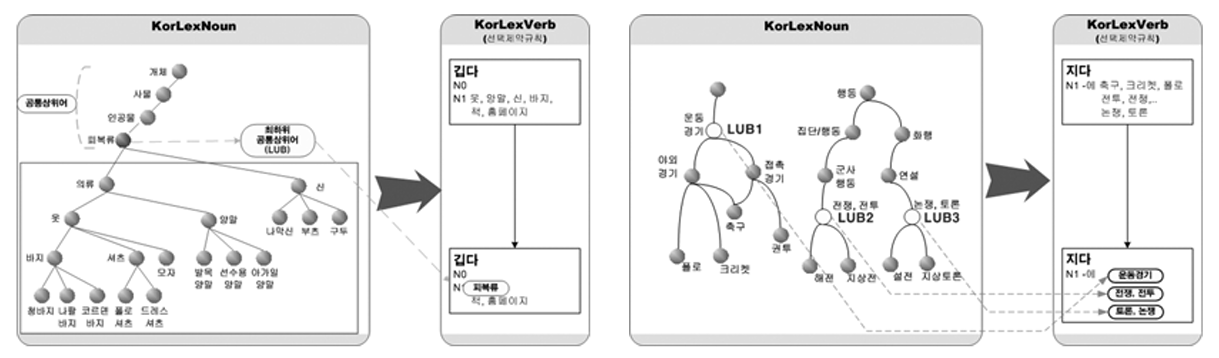 KorLexNoun
개체
사물
인공물
피복류
공통상위어
최하위
공통상위어
(LUB)
의류
신
옷
양말
나막신
부츠
구두
바지
셔츠
모자
발목
양말
선수용
양말
아가일
양말
청바지
나팔
바지
코르덴
바지
폴로
셔츠
드레스
셔츠
KorLexVerb
(선택제약규칙)
깁다
N0
N1 옷, 양말, 신, 바지,
적, 홈페이지
깁다
N0
N1 피복류
적, 홈페이지
KorLexNoun
운동
경기
LUB1
야외
경기
접촉
경기
축구
권투
폴로
크리켓
행동
집단/행동
화행
군사
행동
연설
전쟁, 전투
LUB2
논쟁, 토론
LUB3
해전
지상전
설전
지상토론
KorLexVerb
(선택제약규칙)
지다
N1 -에 축구, 크리켓, 폴로
전투, 전쟁,...
논쟁, 토론
지다
N1 -에
운동경기
전쟁, 전투
토론, 논쟁